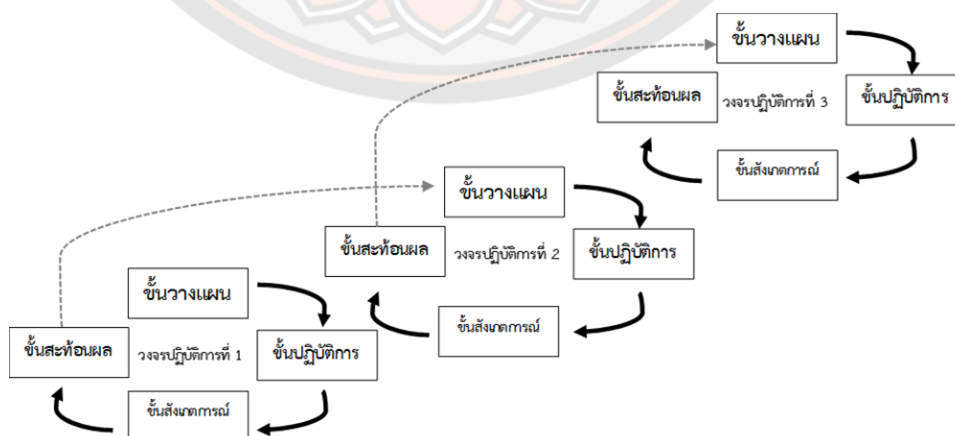 ขั้นวางแผน
ขั้นสะท้อนผล
วงจรปฏิบัติการที่ 3
ขั้นปฏิบัติการ
ขั้นสังเกตการณ์
ขั้นวางแผน
ขั้นสะท้อนผล
วงจรปฏิบัติการที่ 2
ขั้นปฏิบัติการ
ขั้นสังเกตการณ์
ขั้นวางแผน
ขั้นสะท้อนผล
วงจรปฏิบัติการที่ 1
ขั้นปฏิบัติการ
ขั้นสังเกตการณ์